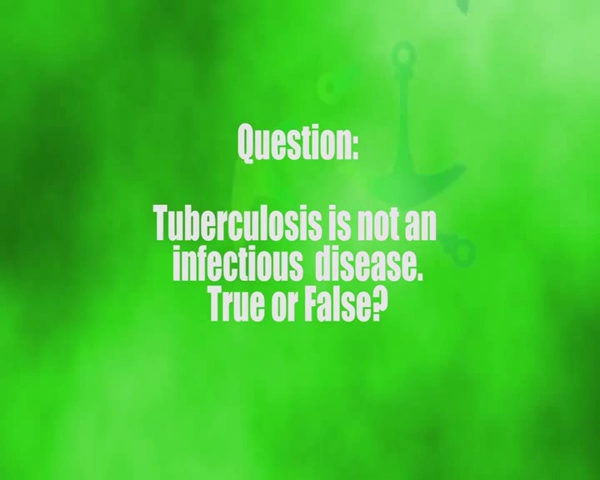 Question:
Tuberculosis is not an
infectious disease.
True or False?